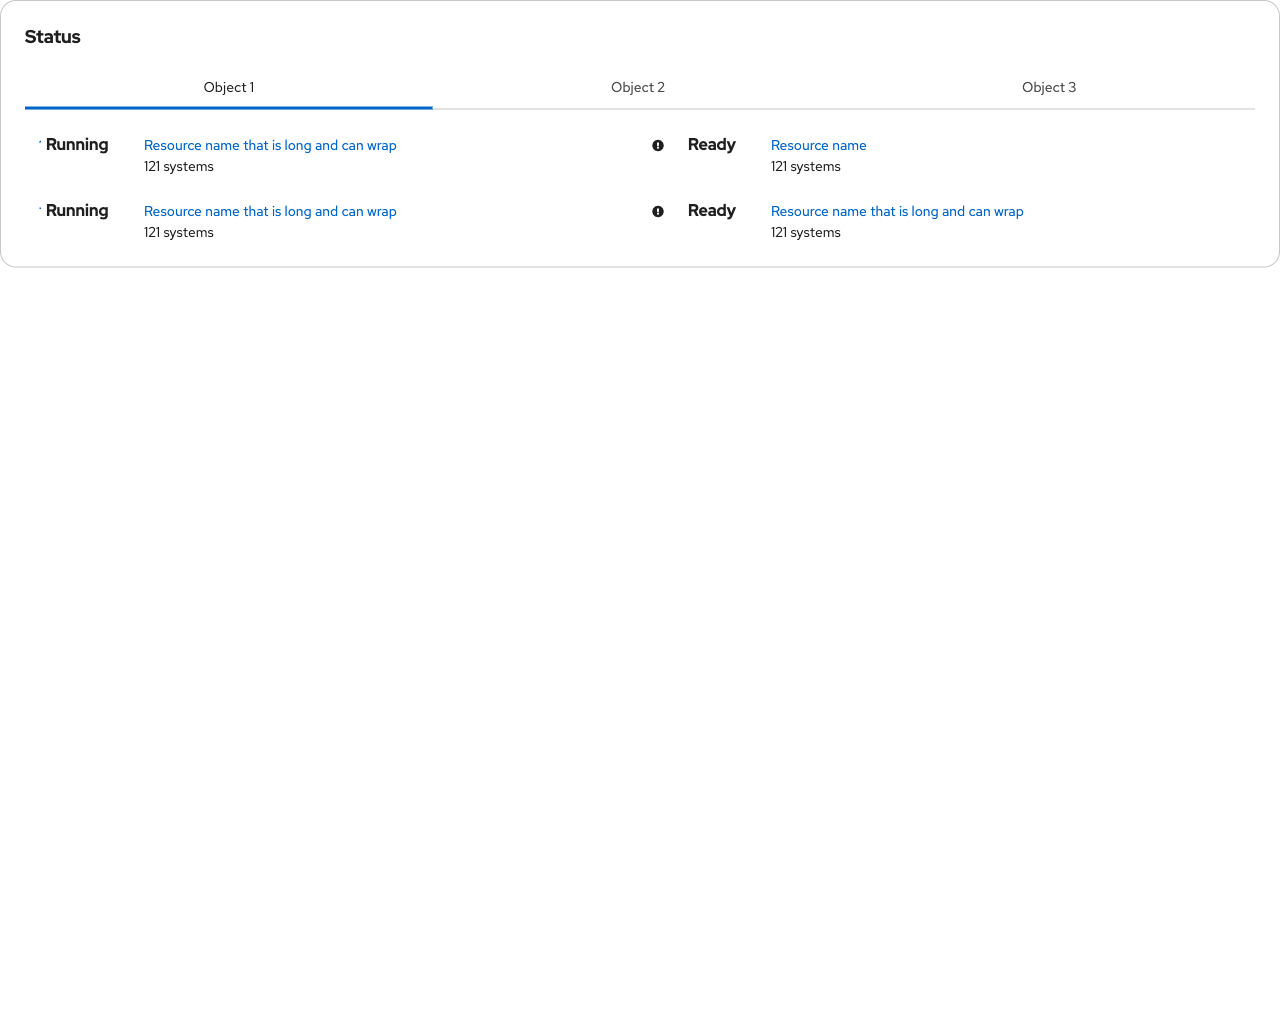 Status
Object 1 Object 2 Object 3
Running Resource name that is long and can wrap
121 systems
Ready Resource name
121 systems
Running Resource name that is long and can wrap
121 systems
Ready Resource name that is long and can wrap
121 systems